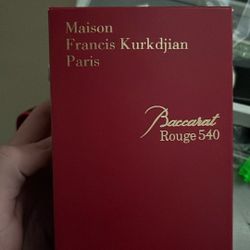 Maison
Francis Kurkdjian
Paris
Baccarat
Rouge 540